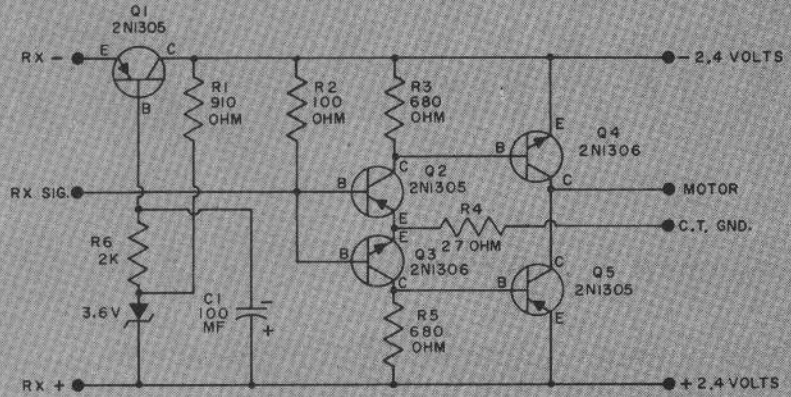 Q1
2N1305
E
C
B
RX -
- 2.4 VOLTS
R1
910
OHM
R2
100
OHM
R3
680
OHM
E
B
Q4
2N1306
C
C
B
Q2
2N1305
E
RX SIG.
MOTOR
R4
27 OHM
C.T. GND.
E
B
Q3
2N1306
C
R6
2K
3.6V
C1
100
MF
-
+
C
B
Q5
2N1305
E
R5
680
OHM
RX +
+ 2.4 VOLTS